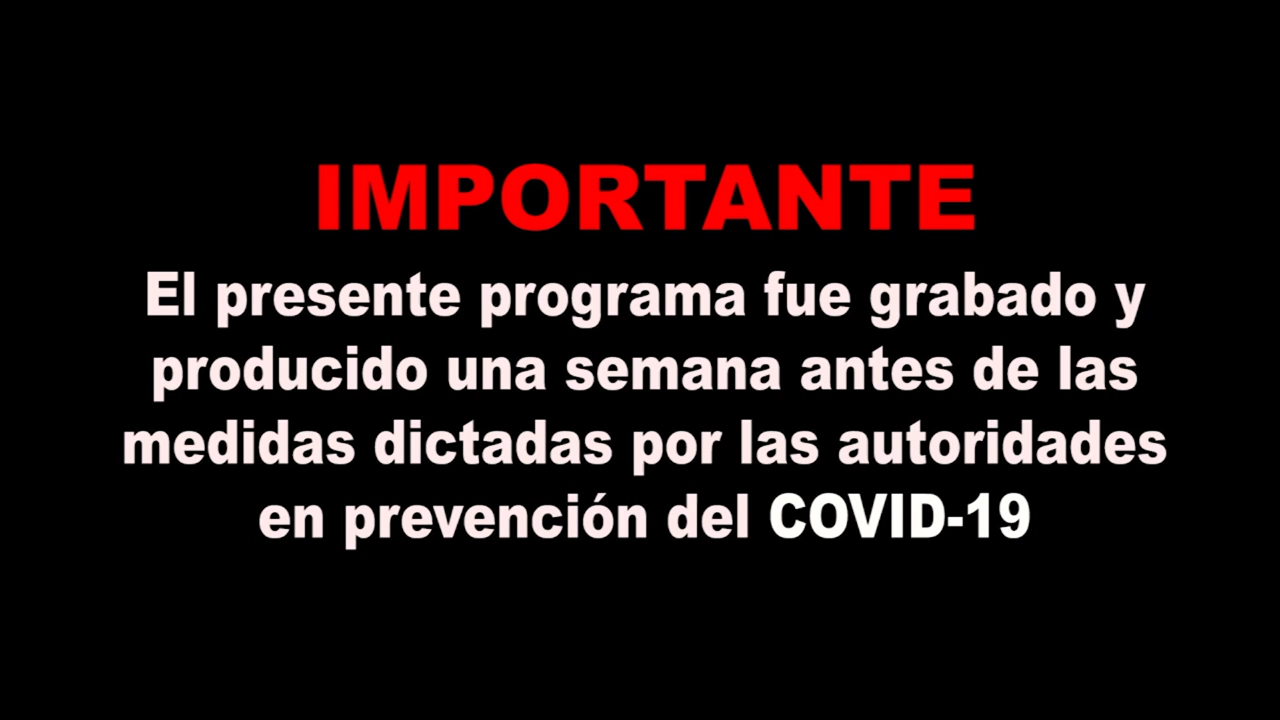 IMPORTANTE
El presente programa fue grabado y
producido una semana antes de las
medidas dictadas por las autoridades
en prevención del COVID-19